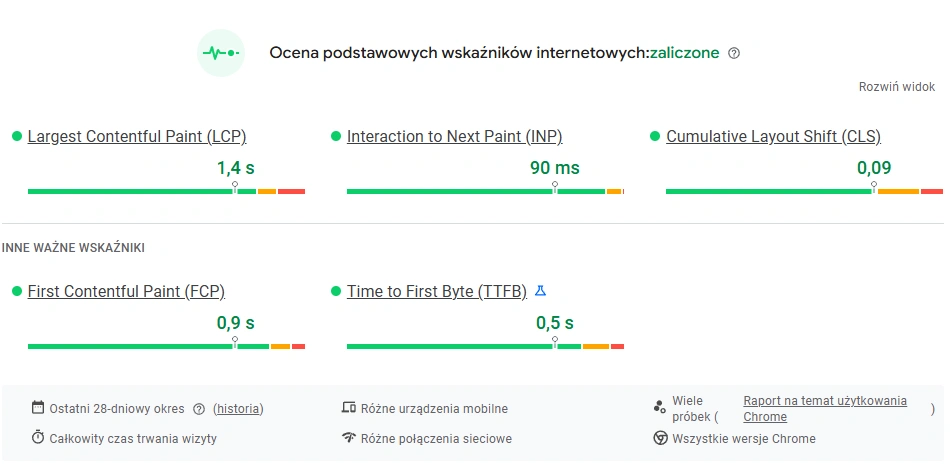 Ocena podstawowych wskaźników internetowych:zaliczone
Rozwiń widok
Largest Contentful Paint (LCP)
1,4 s
Interaction to Next Paint (INP)
90 ms
Cumulative Layout Shift (CLS)
0,09
INNE WAŻNE WSKAŹNIKI
First Contentful Paint (FCP)
0,9 s
Time to First Byte (TTFB)
0,5 s
Ostatni 28-dniowy okres (historia)
Różne urządzenia mobilne
Wiele
próbek (
Raport na temat użytkowania
Chrome
)
Całkowity czas trwania wizyty
Różne połączenia sieciowe
Wszystkie wersje Chrome